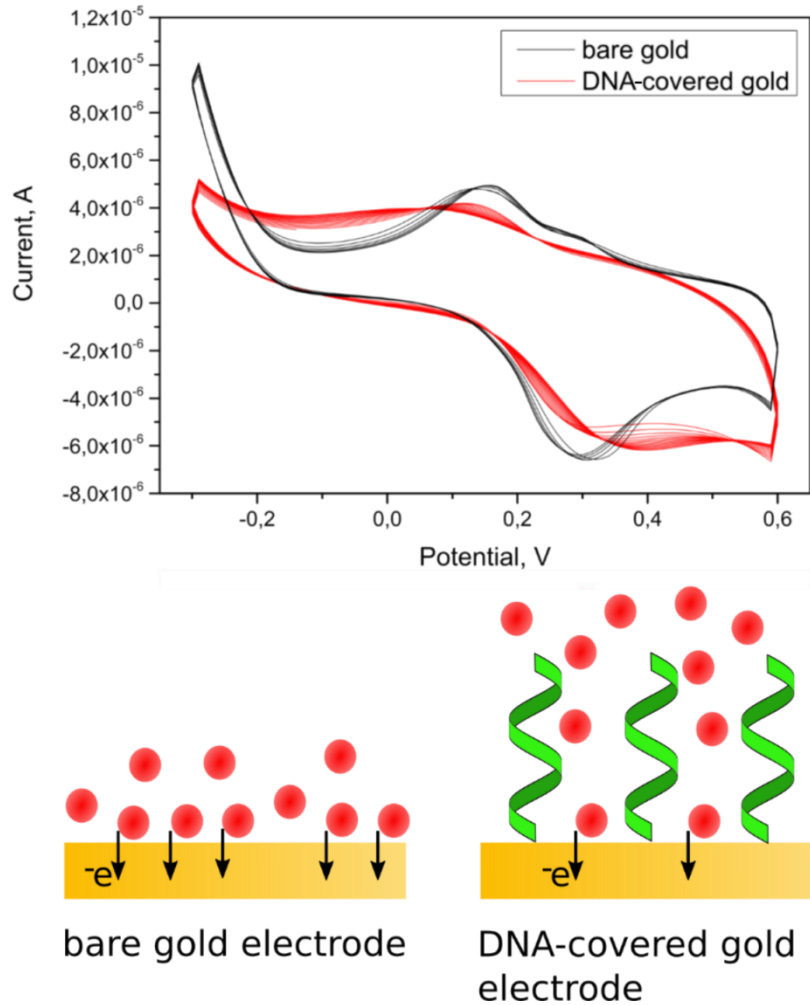 1,2x10⁻⁵
1,0x10⁻⁵
8,0x10⁻⁶
6,0x10⁻⁶
4,0x10⁻⁶
2,0x10⁻⁶
0,0
-2,0x10⁻⁶
-4,0x10⁻⁶
-6,0x10⁻⁶
-8,0x10⁻⁶
Current, A
bare gold
DNA-covered gold
-0,2 0,0 0,2 0,4 0,6
Potential, V
⁻e
⁻e
bare gold electrode
DNA-covered gold
electrode